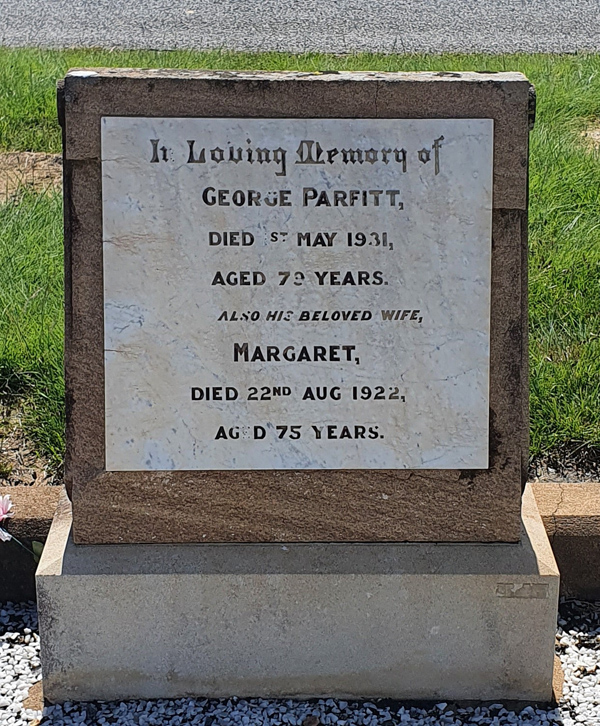 In Loving Memory of
GEORGE PARFITT,
DIED ST MAY 1931,
AGED 79 YEARS.
ALSO HIS BELOVED WIFE,
MARGARET,
DIED 22ND AUG 1922,
AGED 75 YEARS.